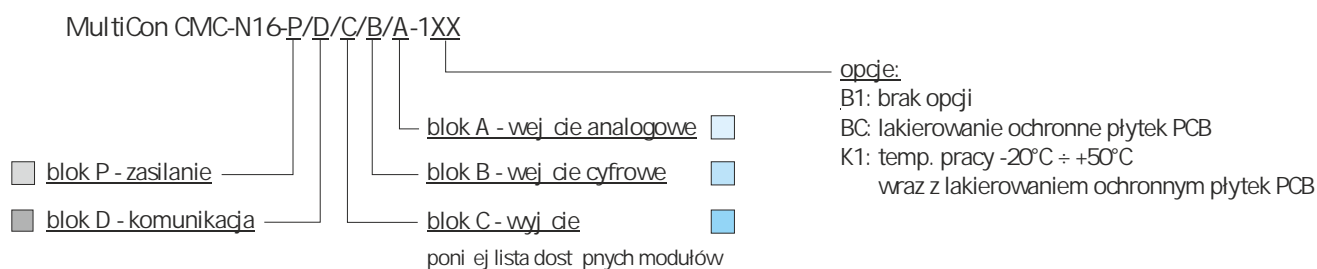 MultiCon CMC-N16-P/D/C/B/A-1XX
opcje:
B1: brak opcji
BC: lakierowanie ochronne płytek PCB
K1: temp. pracy -20°C ÷ +50°C
wraz z lakierowaniem ochronnym płytek PCB
blok A - wej cie analogowe
blok P - zasilanie
blok B - wej cie cyfrowe
blok D - komunikacja
blok C - wyj cie
poni ej lista dost pnych modułów